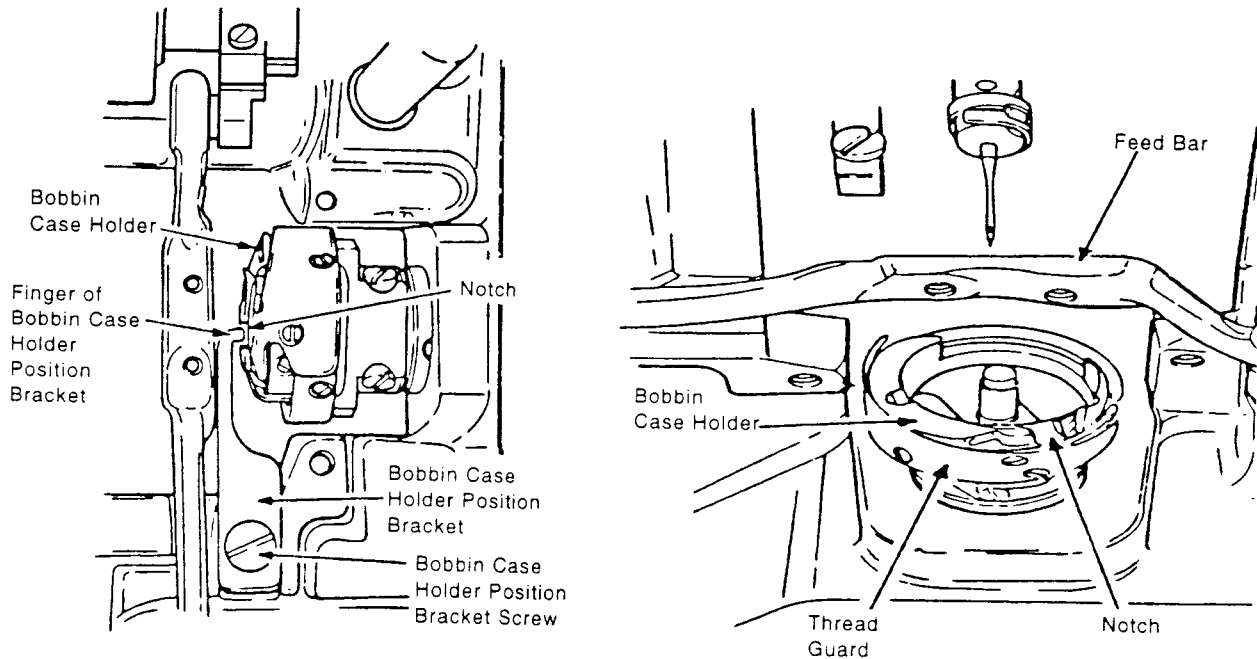 Bobbin
Case Holder
Finger of
Bobbin Case
Holder
Position
Bracket
Notch
Bobbin Case
Holder Position
Bracket
Bobbin Case
Holder Position
Bracket Screw
Feed Bar
Bobbin
Case Holder
Thread
Guard
Notch